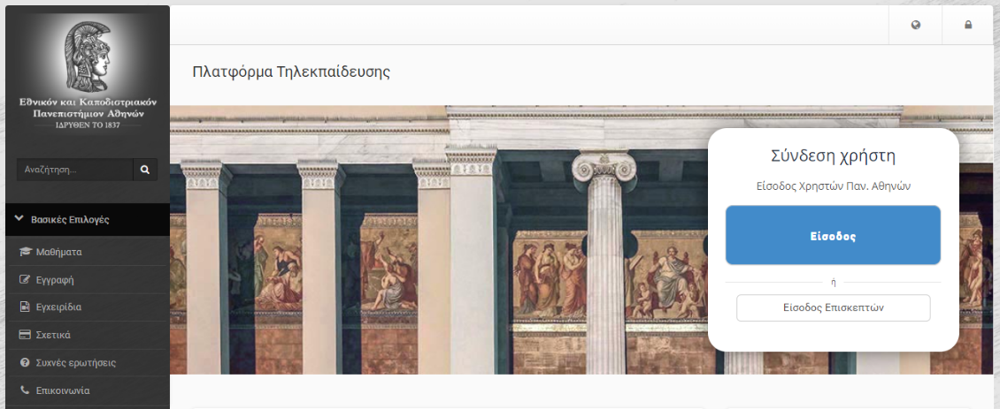 Εθνικόν και Καποδιστριακόν
Πανεπιστήμιον Αθηνών
ΙΔΡΥΘΕΝ ΤΟ 1837
Αναζήτηση...
Βασικές Επιλογές
Μαθήματα
Εγγραφή
Εγχειρίδια
Σχετικά
Συχνές ερωτήσεις
Επικοινωνία
Πλατφόρμα Τηλεκπαίδευσης
Σύνδεση χρήστη
Είσοδος Χρηστών Παν. Αθηνών
Είσοδος
ή
Είσοδος Επισκεπτών